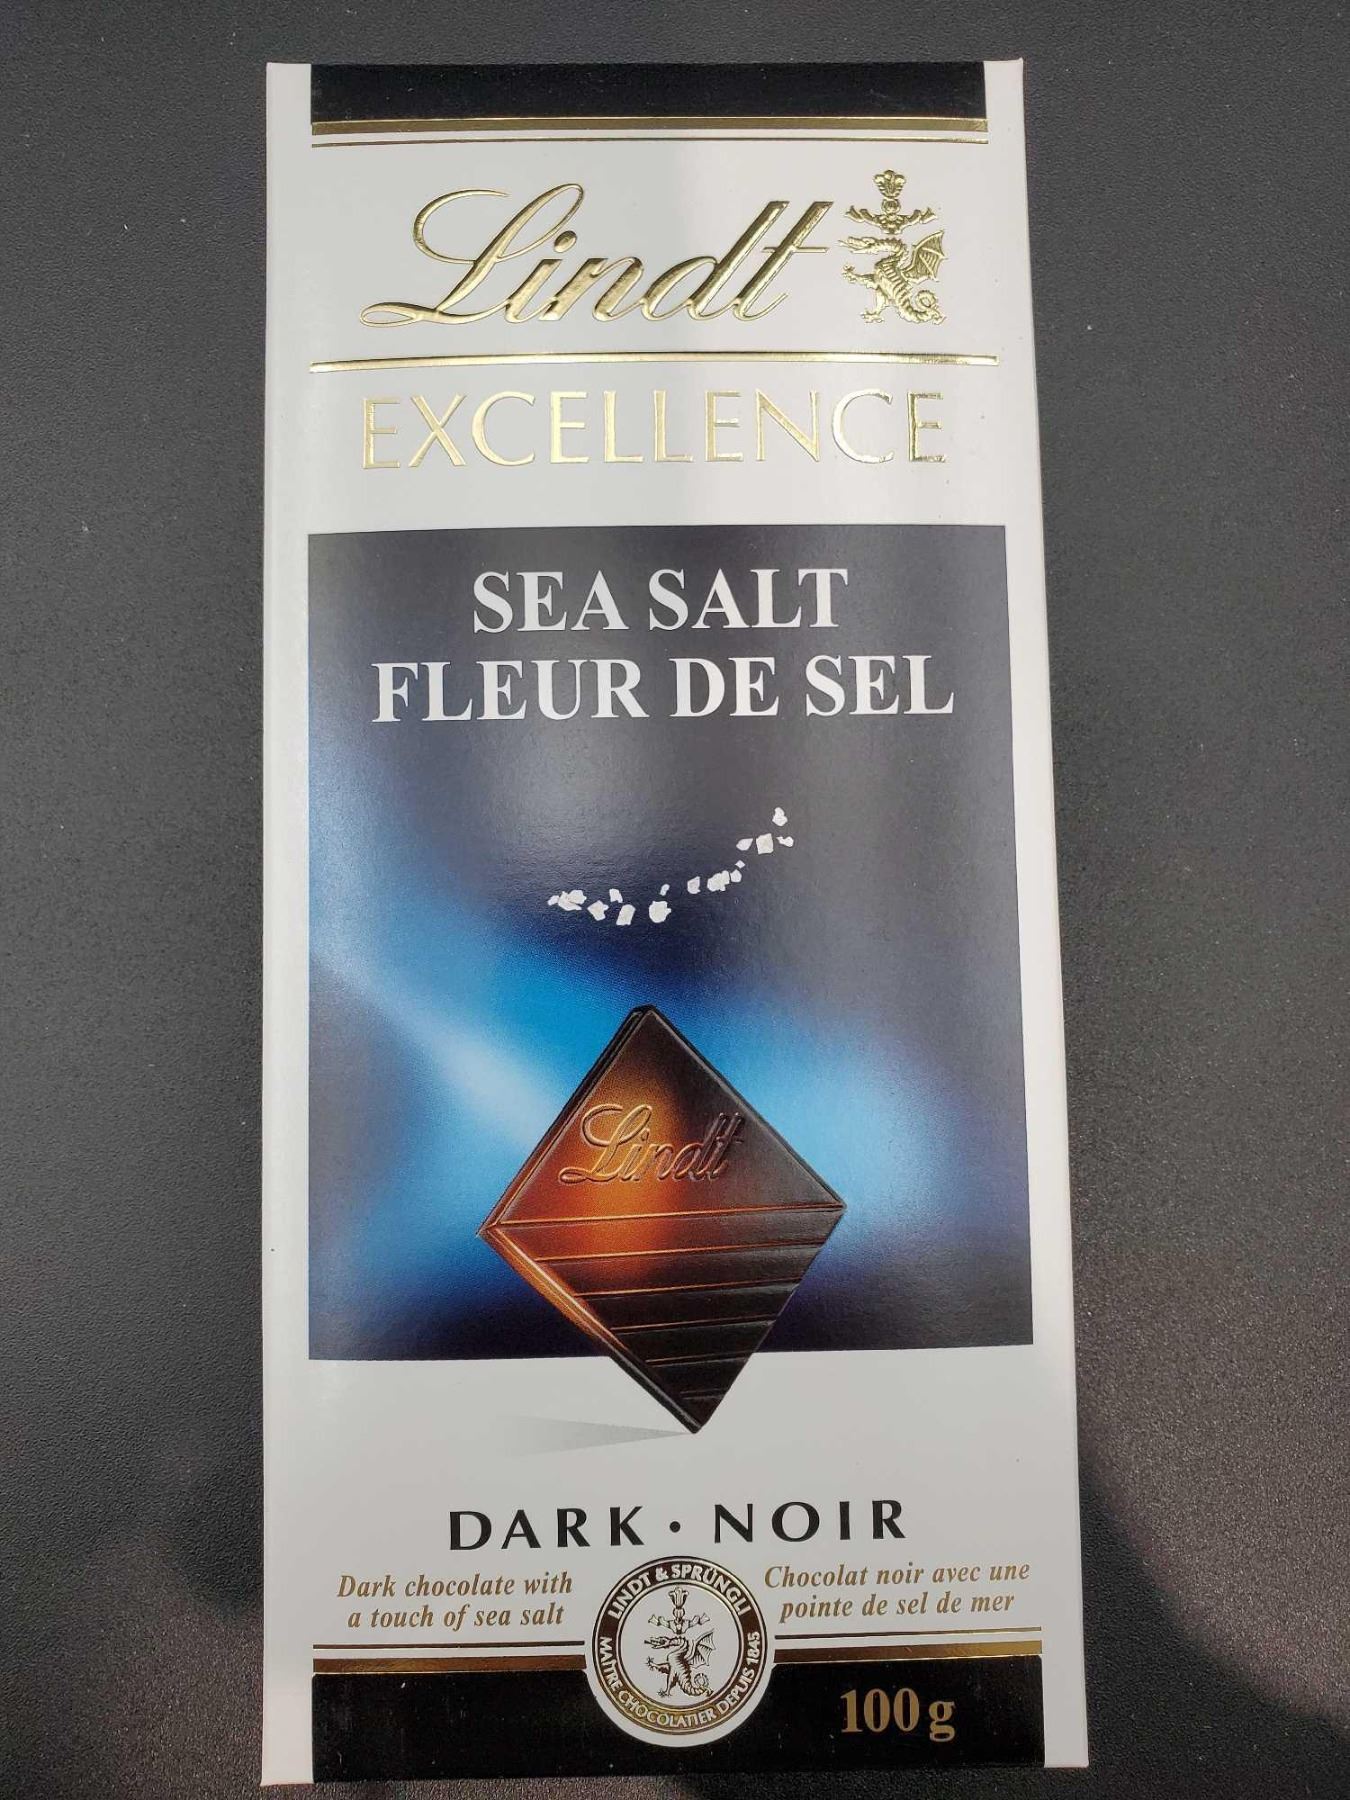 Lindt
EXCELLENCE
SEA SALT
FLEUR DE SEL
Lindt
DARK · NOIR
Dark chocolate with
a touch of sea salt
Chocolat noir avec une
pointe de sel de mer
LINDT & SPRÜNGLI
MAÎTRE CHOCOLATIER DEPUIS 1845
100 g